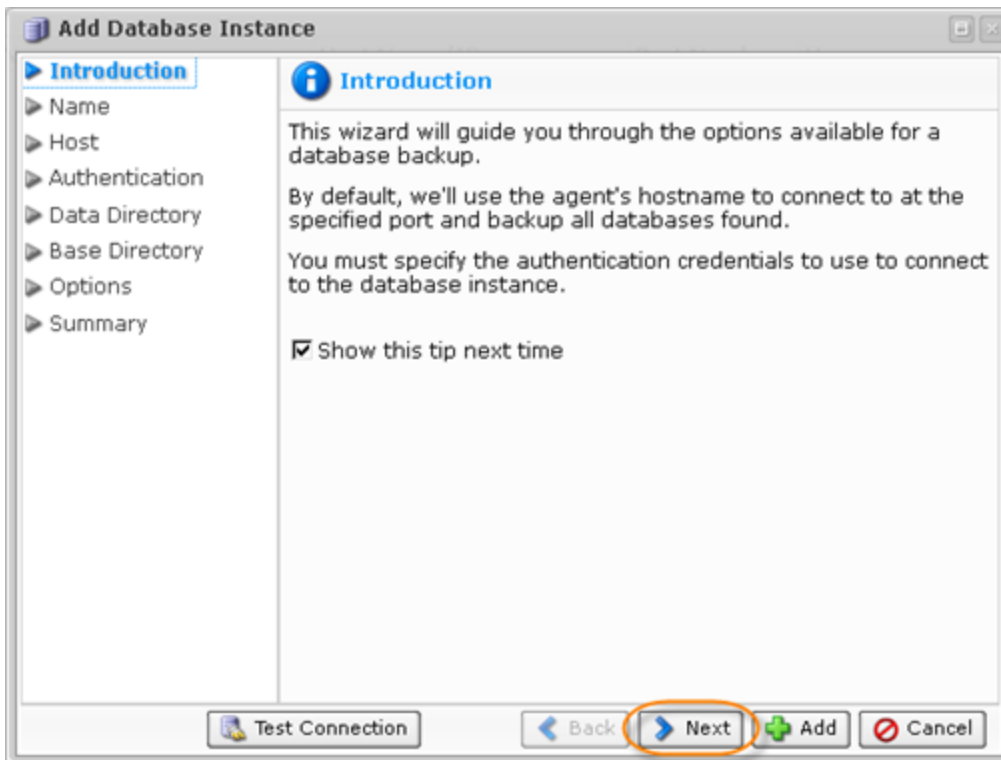 Add Database Instance
Introduction
Name
Host
Authentication
Data Directory
Base Directory
Options
Summary
Introduction
This wizard will guide you through the options available for a
database backup.
By default, we'll use the agent's hostname to connect to at the
specified port and backup all databases found.
You must specify the authentication credentials to use to connect
to the database instance.
Show this tip next time
Test Connection
Back
Next
Add
Cancel